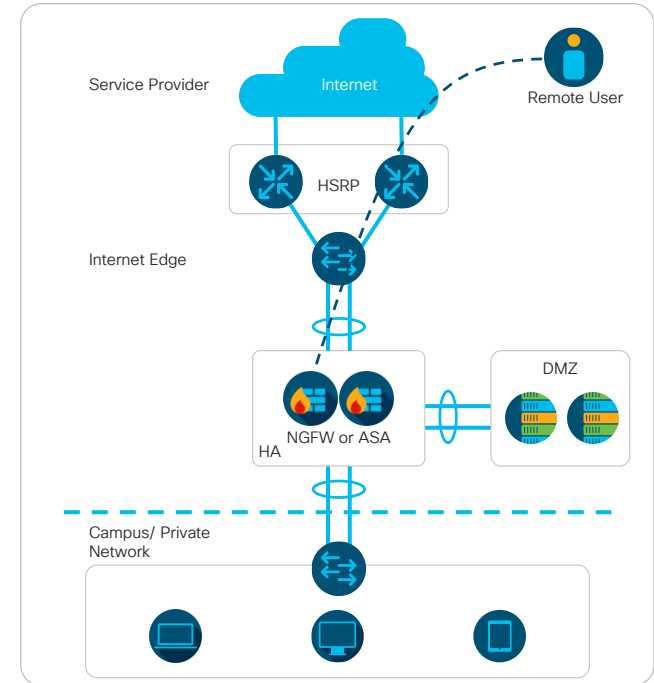 Internet
Service Provider
Remote User
HSRP
Internet Edge
DMZ
NGFW or ASA
HA
Campus/ Private
Network